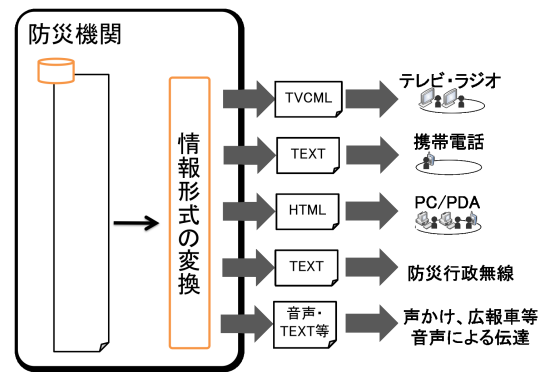 防災機関
情報形式の変換
TVCML
テレビ・ラジオ
TEXT
携帯電話
HTML
PC/PDA
TEXT
防災行政無線
音声・
TEXT等
声かけ、広報車等
音声による伝達